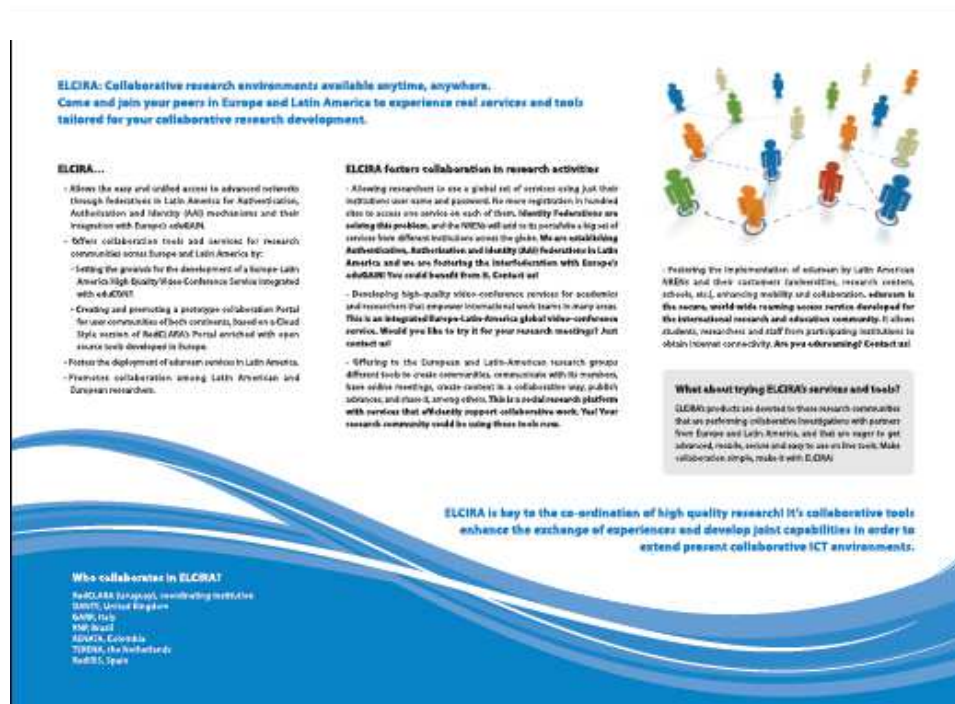 ELCIRA: Collaborative research environments available anytime, anywhere.
Come and join your peers in Europe and Latin America to experience real services and tools
tailored for your collaborative research development.
ELCIRA...
- Allows the easy and unified access to advanced networks
through federatives in Latin America for Authentication,
Authorisation and Identity (AAI) mechanisms and their
integration with Europe's eduGAIN.
- Offers collaboration tools and services for research
communities across Europe and Latin America by:
- Setting the grounds for the development of a Europe-Latin
America High Quality Video Conference Service integrated
with eduCONF.
- Creating and promoting a prototype collaboration Portal
for user communities of both continents, based on a Cloud
Style version of RedCLARA's Portal enriched with open
source tools developed in Europe.
- Fosters the deployment of eduroam services in Latin America.
- Promotes collaboration among Latin American and
European researchers.
ELCIRA fosters collaboration in research activities
- Allowing researchers to use a global set of services using just their
institutions user name and password. No more registration in hundred
sites to access one service on each of them. Identity Federations are
solving this problem, and the NRENs will add to its portafolio a big set of
services from different institutions across the globe. We are establishing
Authentication, Authorisation and Identity (AAI) federations in Latin
America and we are fostering the interfederation with Europe's
eduGAIN! You could benefit from it. Contact us!
- Developing high-quality video-conference services for academics
and researchers that empower international work teams in many areas.
This is an integrated Europe-Latin-America global video-conference
service. Would you like to try it for your research meetings? Just
contact us!
- Offering to the European and Latin-American research groups
different tools to create communities, communicate with its members,
have online meetings, create content in a collaborative way, publish
advances, and share it, among others. This is a social research platform
with services that efficiently support collaborative work. Yes! Your
research community could be using these tools now.
- Fostering the implementation of eduroam by Latin American
NRENs and their customers (universities, research centers,
schools, etc.), enhancing mobility and collaboration. eduroam is
the secure, world-wide roaming access service developed for
the international research and education community. It allows
students, researchers and staff from participating institutions to
obtain Internet connectivity. Are you eduroaming? Contact us!
What about trying ELCIRA's services and tools?
ELCIRA's products are devoted to those research communities
that are performing collaborative investigations with partners
from Europe and Latin America, and that are eager to get
advanced, mobile, secure and easy to use on line tools. Make
collaboration simple, make it with ELCIRA!
ELCIRA is key to the co-ordination of high quality research! It's collaborative tools
enhance the exchange of experiences and develop joint capabilities in order to
extend present collaborative ICT environments.
Who collaborates in ELCIRA?
RedCLARA (Uruguay), coordinating institution
DANTE, United Kingdom
GARR, Italy
RNP, Brazil
RENATA, Colombia
TERENA, the Netherlands
RedIRIS, Spain